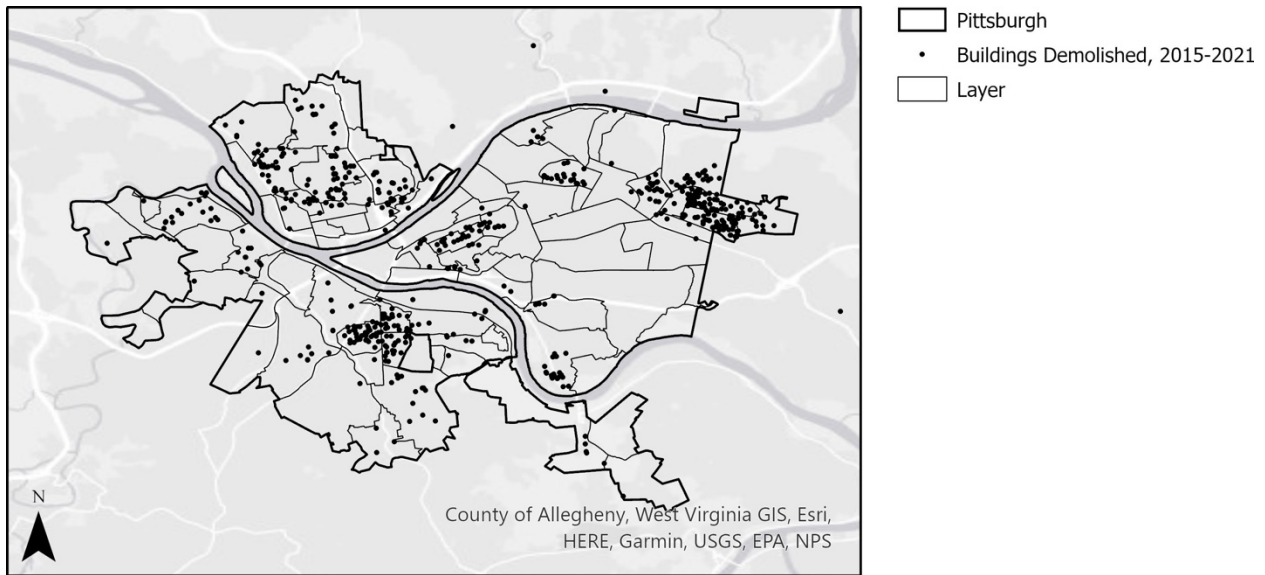 Pittsburgh
Buildings Demolished, 2015-2021
Layer
N
County of Allegheny, West Virginia GIS, Esri,
HERE, Garmin, USGS, EPA, NPS